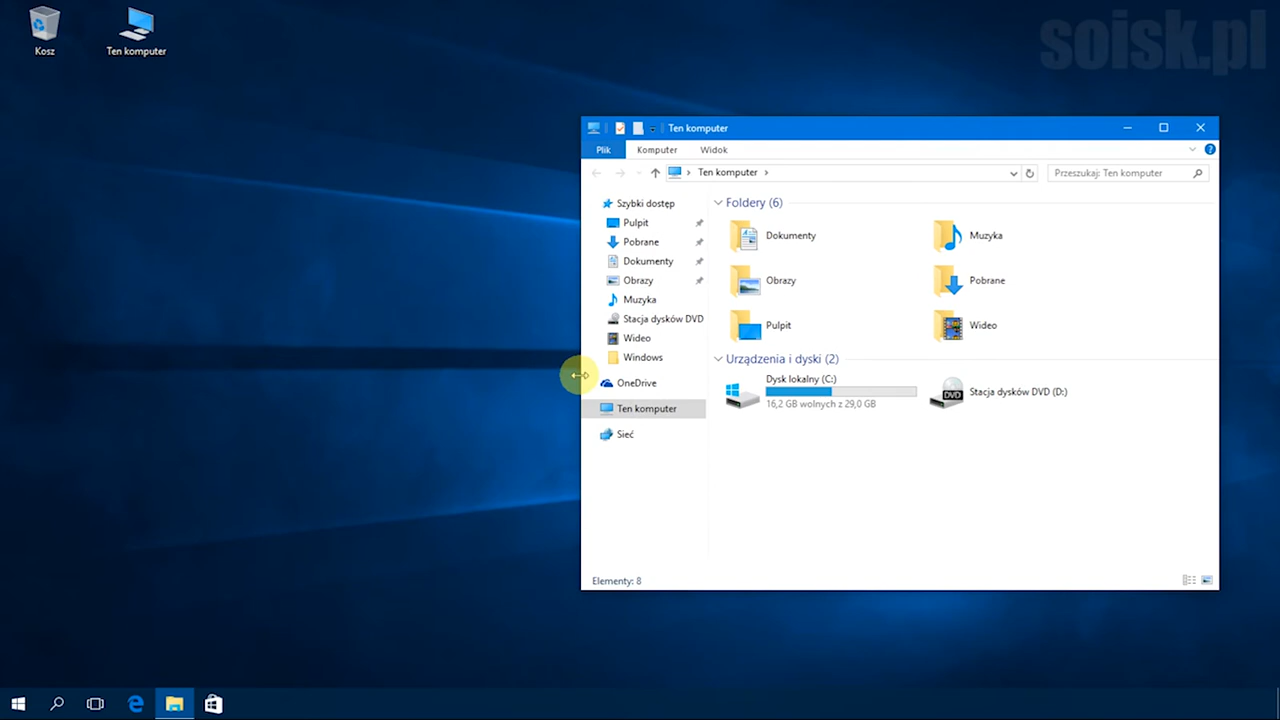 soisk.pl
Kosz
Ten komputer
Ten komputer
Plik Komputer Widok
Ten komputer
Przeszukaj: Ten komputer
Szybki dostęp
Pulpit
Pobrane
Dokumenty
Obrazy
Muzyka
Stacja dysków DVD
Wideo
Windows
OneDrive
Ten komputer
Sieć
Foldery (6)
Dokumenty
Muzyka
Obrazy
Pobrane
Pulpit
Wideo
Urządzenia i dyski (2)
Dysk lokalny (C:)
16,2 GB wolnych z 29,0 GB
DVD
Stacja dysków DVD (D:)
Elementy: 8